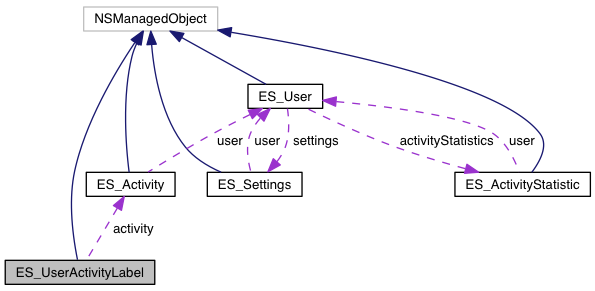 NSManagedObject
ES_User
user
user
settings
activityStatistics
user
ES_Activity
ES_Settings
ES_ActivityStatistic
activity
ES_UserActivityLabel